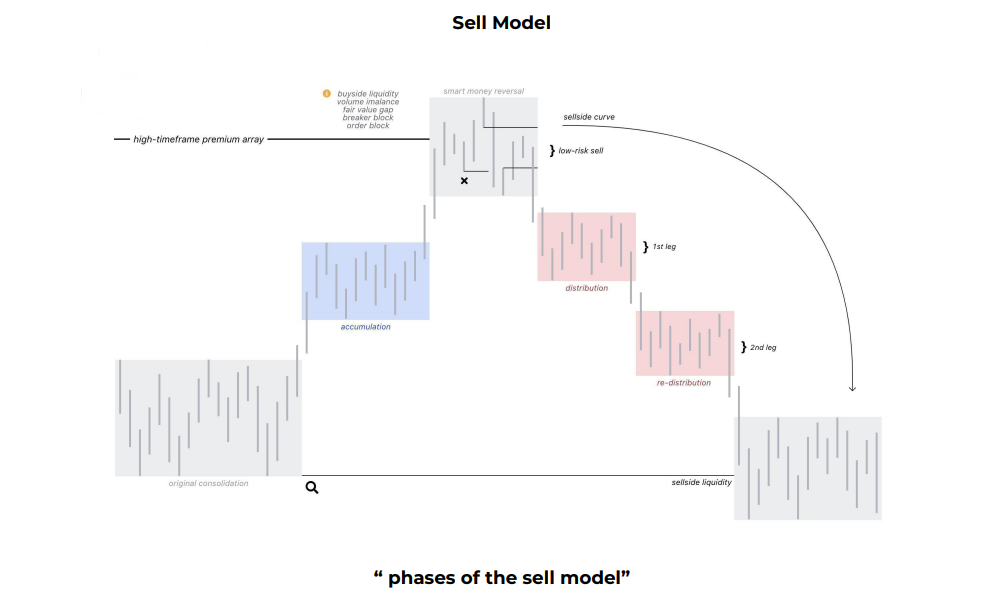 Sell Model
buyside liquidity
volume imalance
fair value gap
breaker block
order block
smart money reversal
high-timeframe premium array
sellside curve
} low-risk sell
} 1st leg
distribution
accumulation
} 2nd leg
re-distribution
original consolidation
sellside liquidity
“ phases of the sell model”